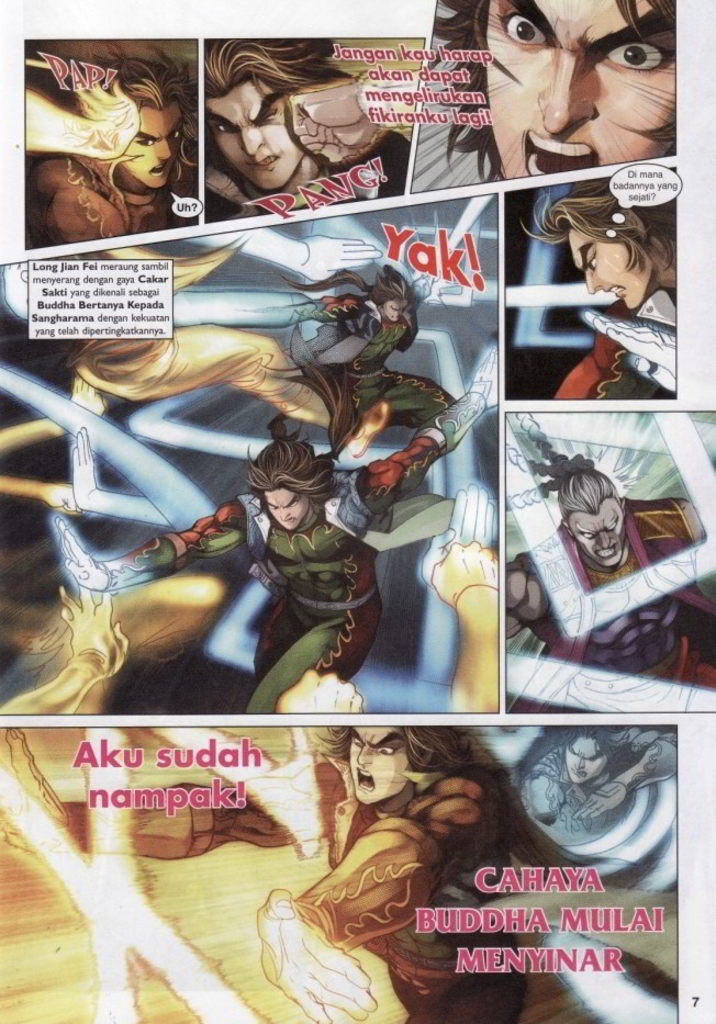 PAP!
Uh?
Jangan kau harap
akan dapat
mengelirukan
fikiranku lagi!
PANG!
Di mana
badannya yang
sejati?
Long Jian Fei meraung sambil
menyerang dengan gaya Cakar
Sakti yang dikenali sebagai
Buddha Bertanya Kepada
Sangharama dengan kekuatan
yang telah dipertingkatkannya.
Yak!
Aku sudah
nampak!
CAHAYA
BUDDHA MULAI
MENYINAR
7